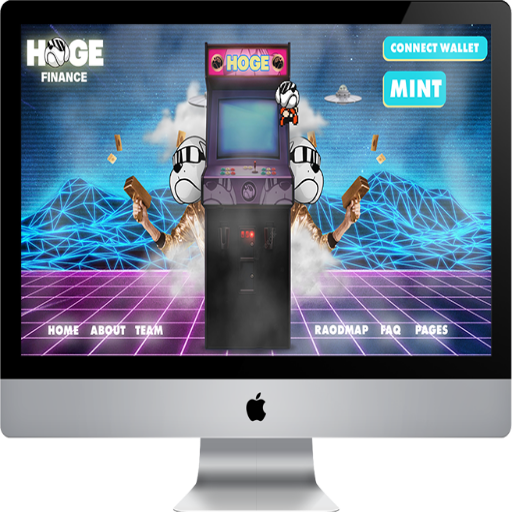 HOGE
FINANCE
HOGE
CONNECT WALLET
MINT
HOME ABOUT TEAM
RAODMAP FAQ PAGES